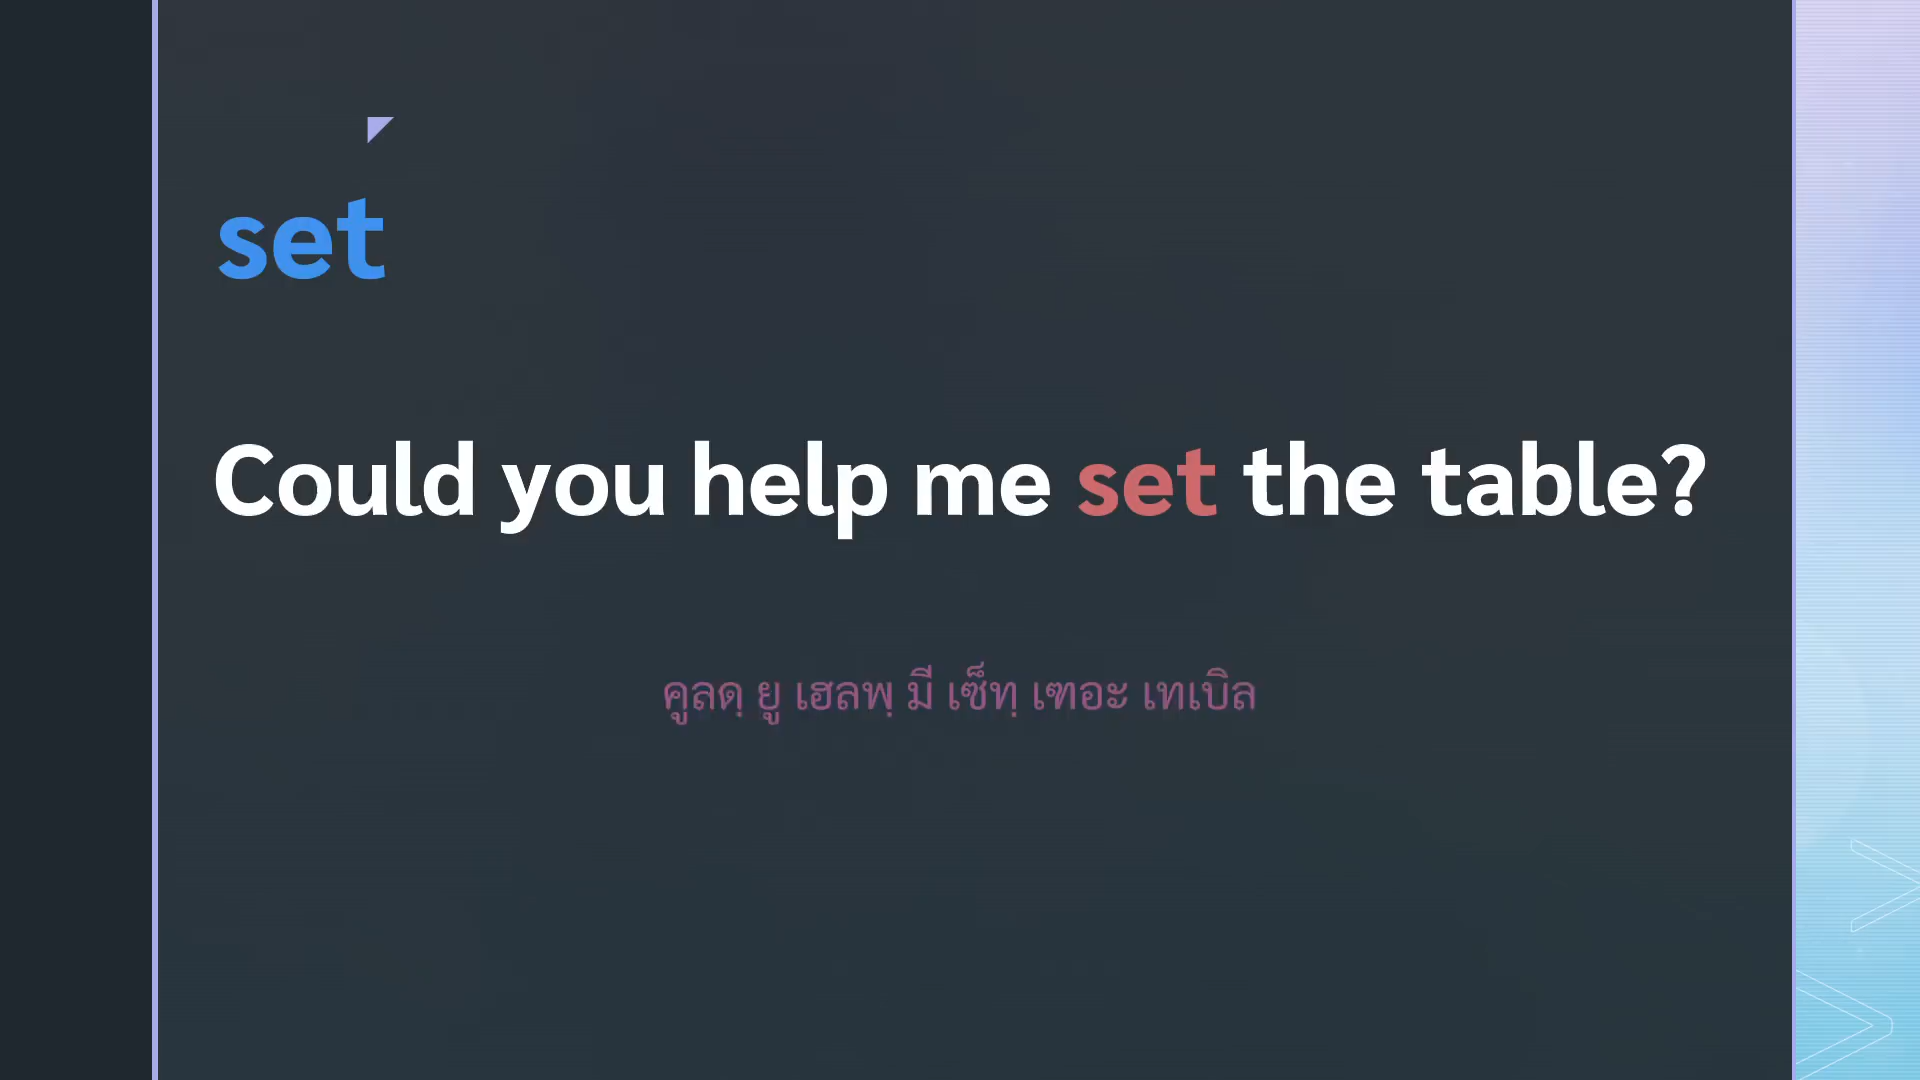 set
Could you help me set the table?
คูลดฺ ยู เฮลพฺ มี เซ็ทฺ เฑอะ เทเบิล